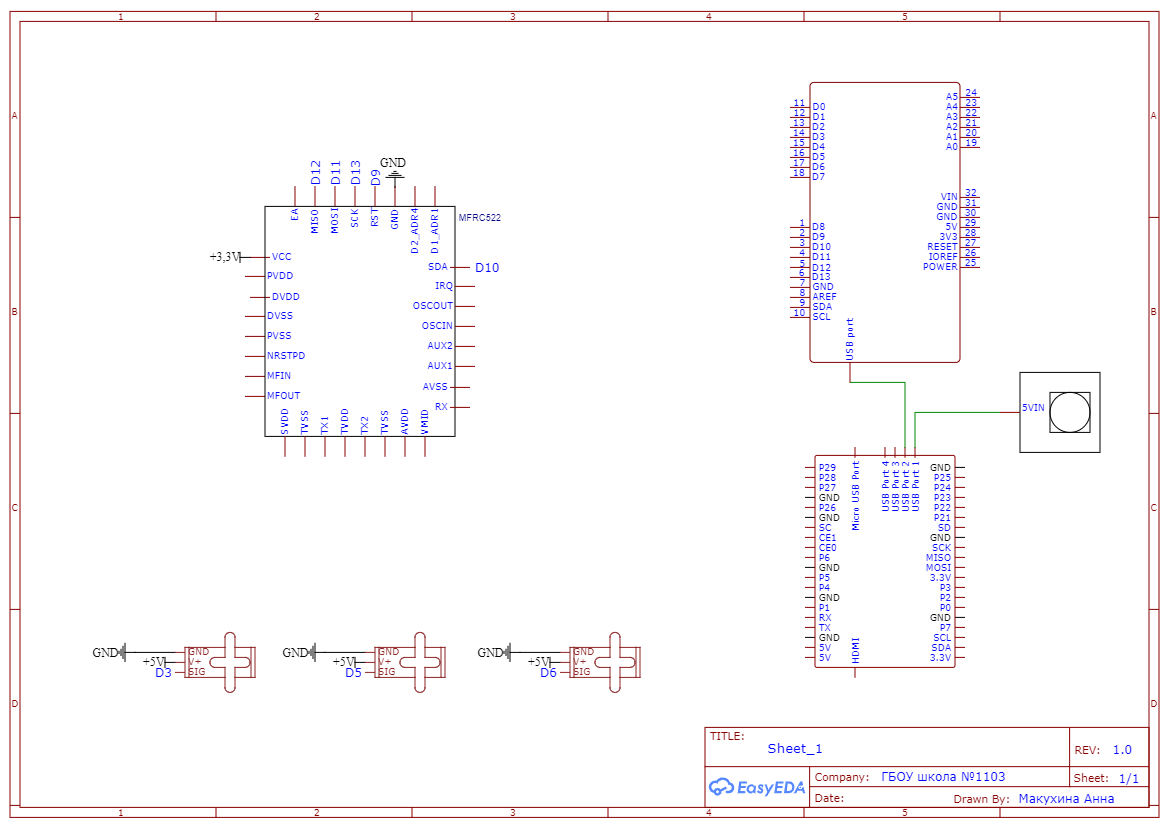 1 2 3 4 5
A A
B B
C C
D D
D12
D11
D13
D9
GND
EA
MISO
MOSI
SCK
RST
GND
D2_ADR4
D1_ADR1
MFRC522
+3,3V
VCC
PVDD
DVDD
DVSS
PVSS
NRSTPD
MFIN
MFOUT
SDA D10
IRQ
OSCOUT
OSCIN
AUX2
AUX1
AVSS
RX
SVDD
TVSS
TX1
TVDD
TX2
TVSS
AVDD
VMID
11 D0
12 D1
13 D2
14 D3
15 D4
16 D5
17 D6
18 D7
1 D8
2 D9
3 D10
4 D11
5 D12
6 D13
7 GND
8 AREF
9 SDA
10 SCL
A5 24
A4 23
A3 22
A2 21
A1 20
A0 19
VIN 32
GND 31
GND 30
5V 29
3V3 28
RESET 27
IOREF 26
POWER 25
USB port
5VIN
P29
P28
P27
GND
P26
GND
SC
CE1
CE0
P6
GND
P5
P4
GND
P1
RX
TX
GND
5V
5V
Micro USB Port
USB Port 4
USB Port 3
USB Port 2
USB Port 1
GND
P25
P24
P23
P22
P21
SD
GND
SCK
MISO
MOSI
3.3V
P3
P2
P0
GND
P7
SCL
SDA
3.3V
HDMI
GND GND
+5V V+
D3 SIG
GND GND
+5V V+
D5 SIG
GND GND
+5V V+
D6 SIG
TITLE:
Sheet_1
REV: 1.0
EasyEDA
Company: ГБОУ школа №1103
Sheet: 1/1
Date:
Drawn By: Макухина Анна
1 2 3 4 5